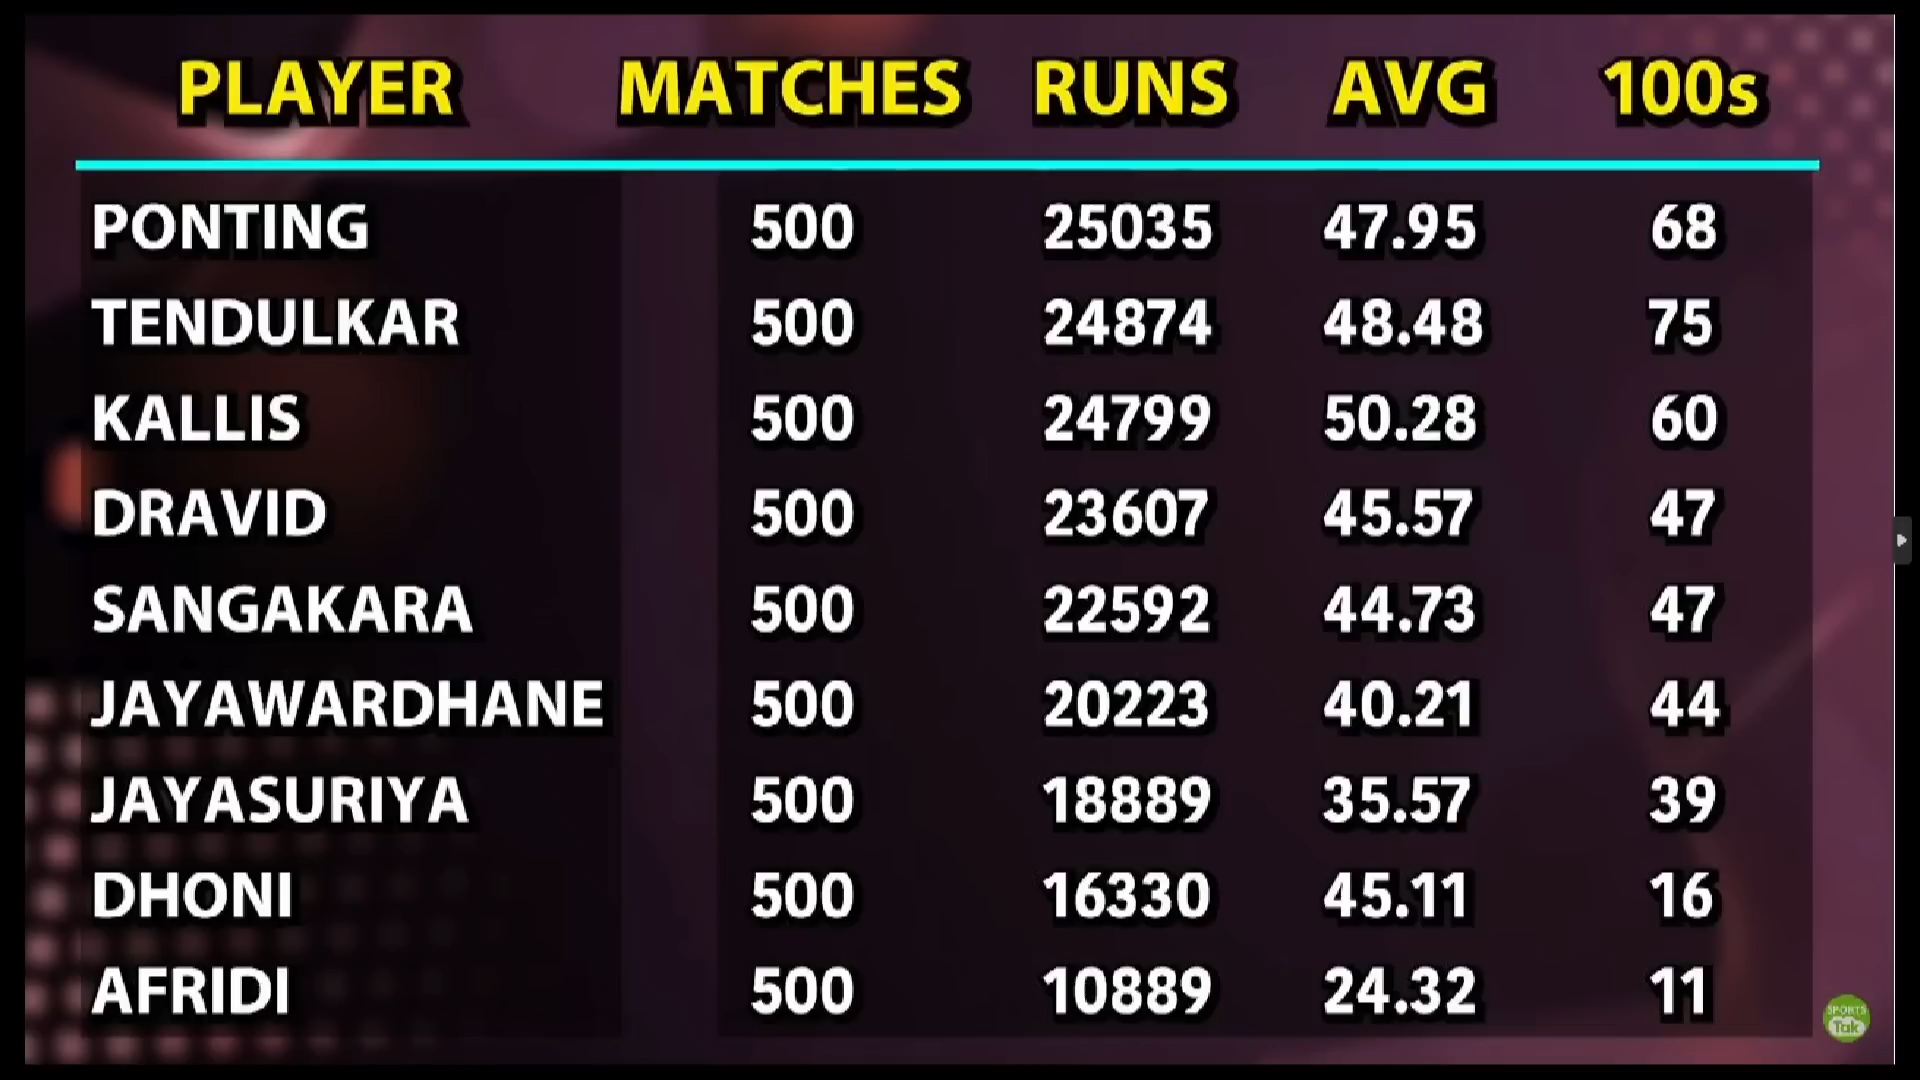 PLAYER MATCHES RUNS AVG 100s
PONTING 500 25035 47.95 68
TENDULKAR 500 24874 48.48 75
KALLIS 500 24799 50.28 60
DRAVID 500 23607 45.57 47
SANGAKARA 500 22592 44.73 47
JAYAWARDHANE 500 20223 40.21 44
JAYASURIYA 500 18889 35.57 39
DHONI 500 16330 45.11 16
AFRIDI 500 10889 24.32 11
SPORTS
Tak